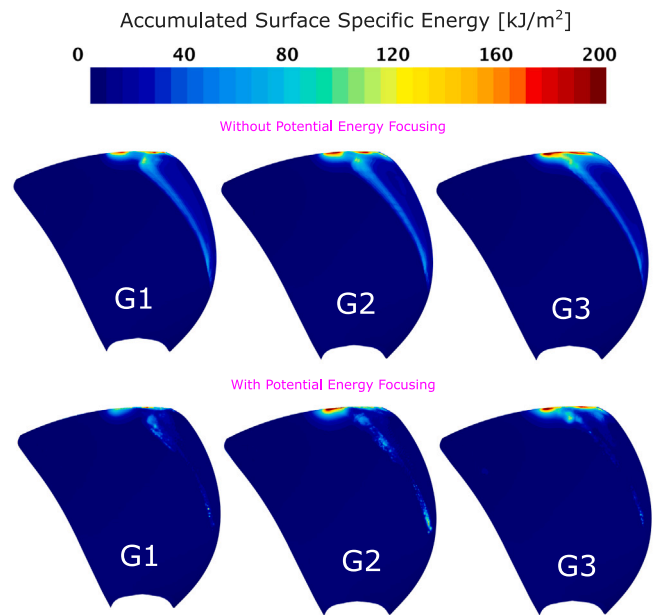 Accumulated Surface Specific Energy [kJ/m²]
0 40 80 120 160 200
Without Potential Energy Focusing
G1 G2 G3
With Potential Energy Focusing
G1 G2 G3